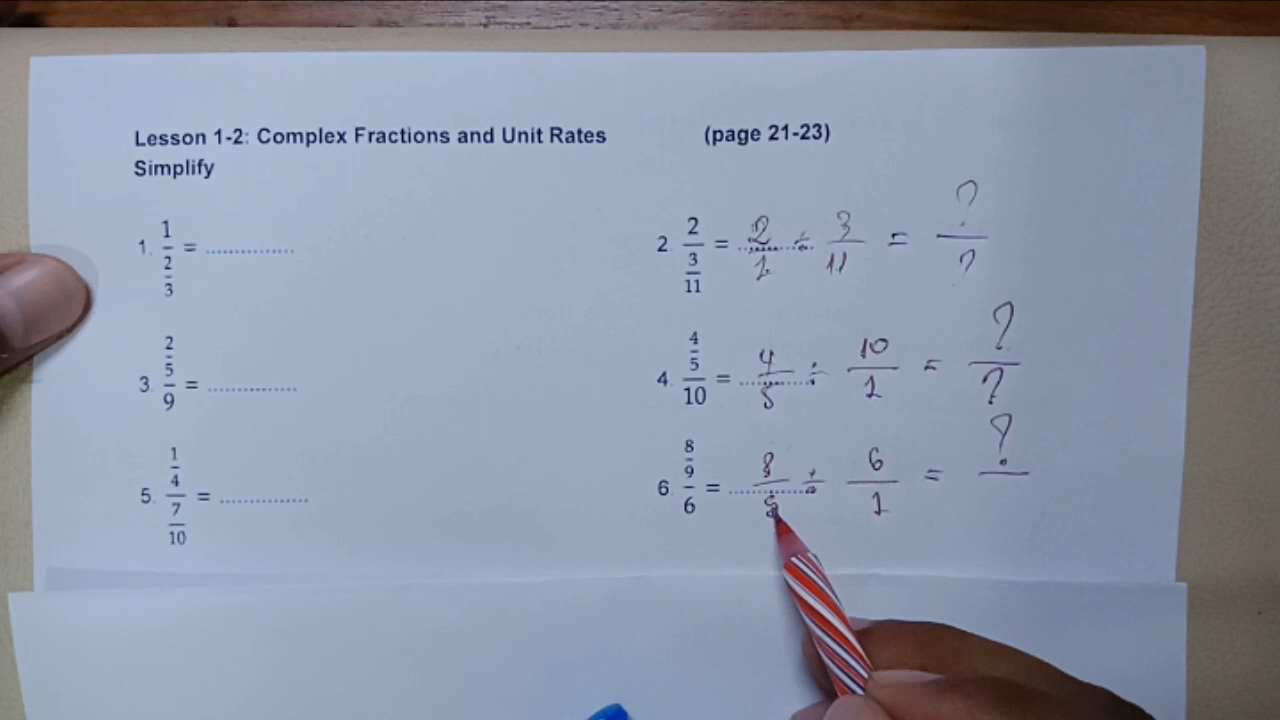 Lesson 1-2: Complex Fractions and Unit Rates (page 21-23)
Simplify
1. 1/(2/3) = ............... 2. 2/(3/11) = 2/1 ÷ 3/11 = ?/?
3. (2/5)/9 = ............... 4. (4/5)/10 = 4/5 ÷ 10/1 = ?/?
5. (1/4)/(7/10) = ............... 6. (8/9)/6 = 8/9 ÷ 6/1 = ?/